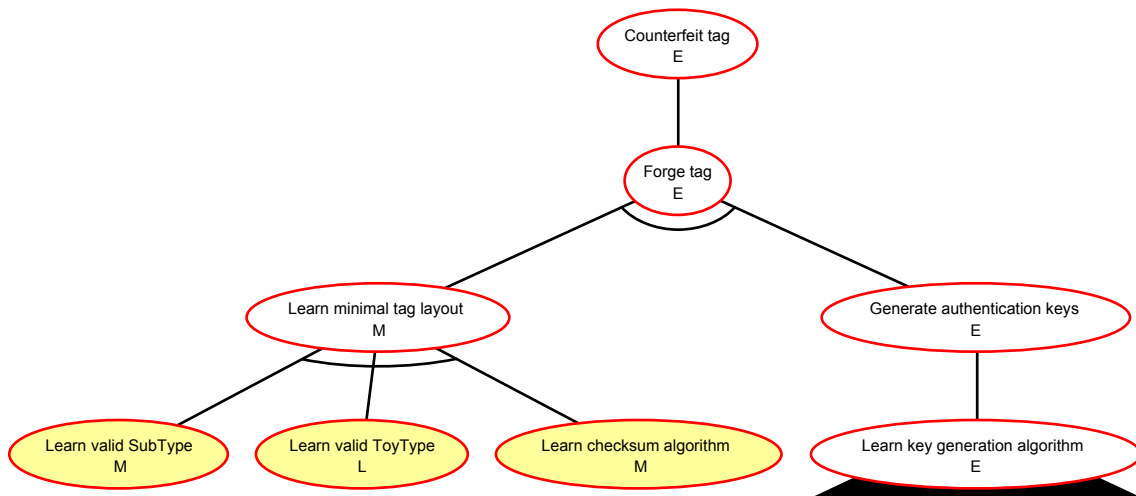 Counterfeit tag
E
Forge tag
E
Learn minimal tag layout
M
Generate authentication keys
E
Learn valid SubType
M
Learn valid ToyType
L
Learn checksum algorithm
M
Learn key generation algorithm
E